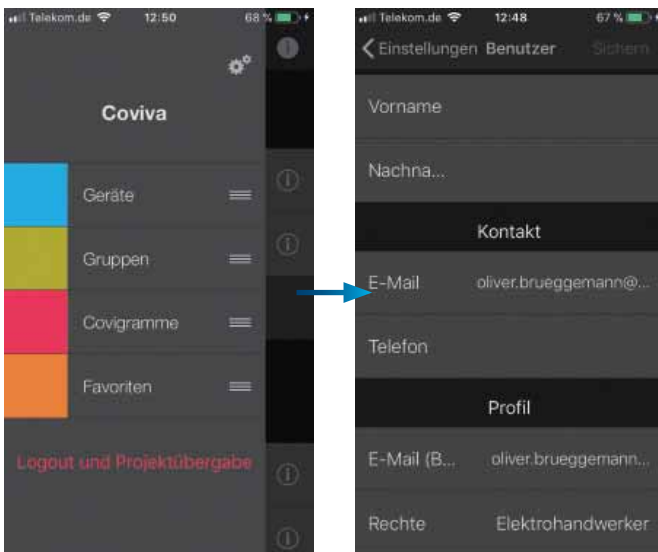 Telekom.de 12:50 68 %
Coviva
Geräte
Gruppen
Covigramme
Favoriten
Logout und Projektübergabe
Telekom.de 12:48 67 %
Einstellungen Benutzer Sichern
Vorname
Nachna...
Kontakt
E-Mail oliver.brueggemann@...
Telefon
Profil
E-Mail (B... oliver.brueggemann...
Rechte Elektrohandwerker